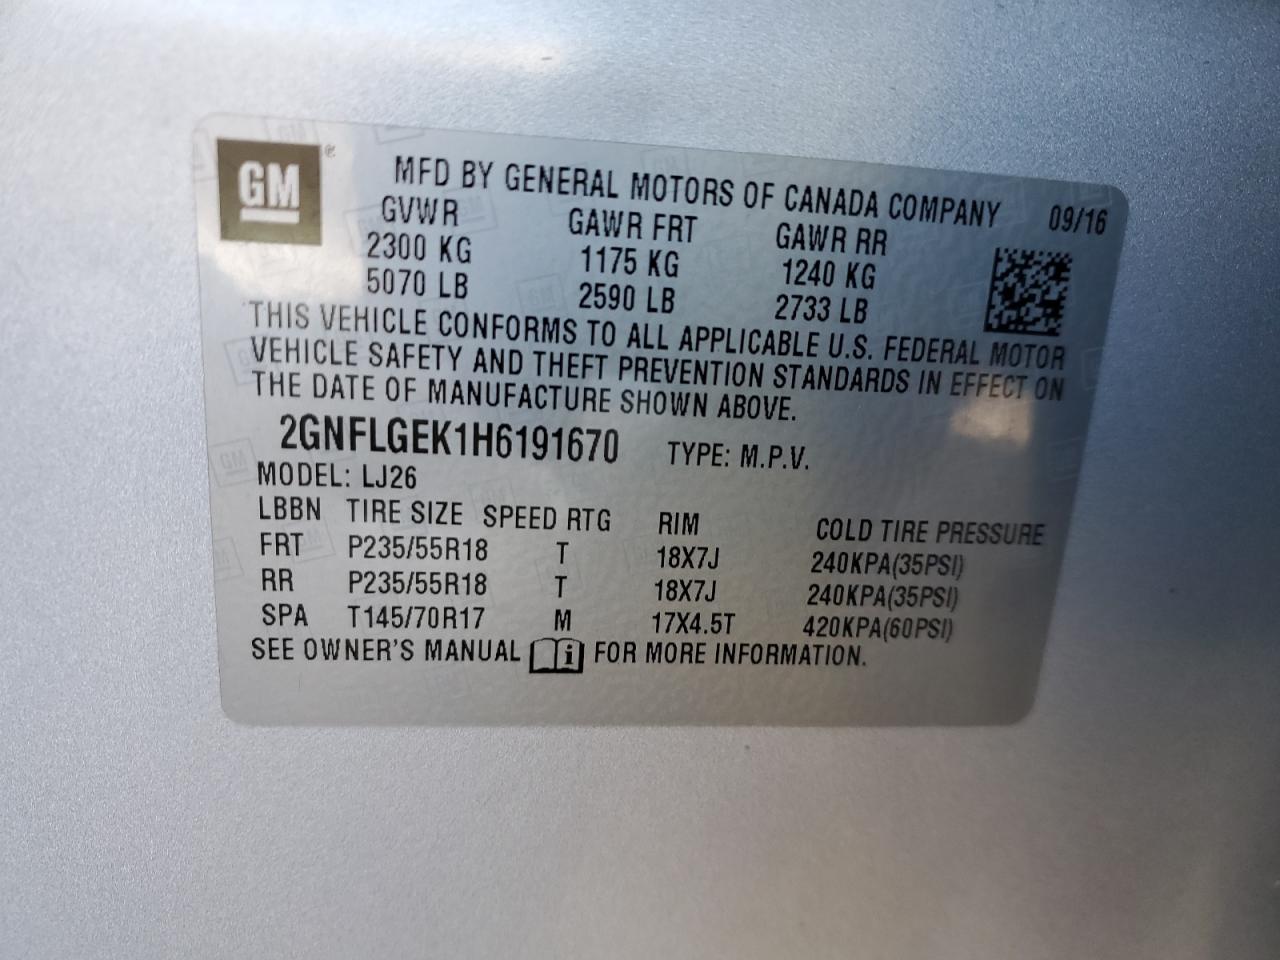 GM ®
MFD BY GENERAL MOTORS OF CANADA COMPANY 09/16
GVWR GAWR FRT GAWR RR
2300 KG 1175 KG 1240 KG
5070 LB 2590 LB 2733 LB
THIS VEHICLE CONFORMS TO ALL APPLICABLE U.S. FEDERAL MOTOR
VEHICLE SAFETY AND THEFT PREVENTION STANDARDS IN EFFECT ON
THE DATE OF MANUFACTURE SHOWN ABOVE.
2GNFLGEK1H6191670 TYPE: M.P.V.
MODEL: LJ26
LBBN TIRE SIZE SPEED RTG RIM COLD TIRE PRESSURE
FRT P235/55R18 T 18X7J 240KPA(35PSI)
RR P235/55R18 T 18X7J 240KPA(35PSI)
SPA T145/70R17 M 17X4.5T 420KPA(60PSI)
SEE OWNER'S MANUAL i FOR MORE INFORMATION.